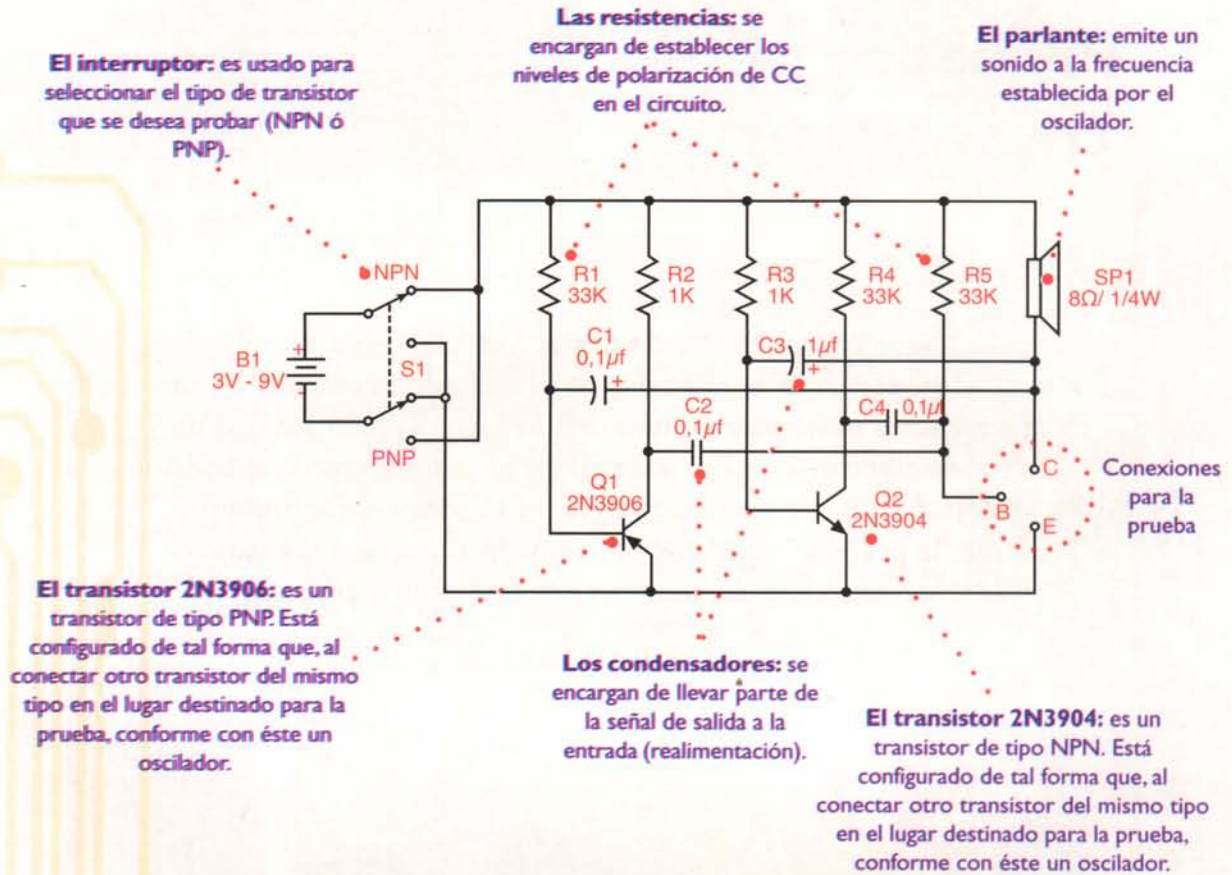 Las resistencias: se
encargan de establecer los
niveles de polarización de CC
en el circuito.
El parlante: emite un
sonido a la frecuencia
establecida por el
oscilador.
El interruptor: es usado para
seleccionar el tipo de transistor
que se desea probar (NPN ó
PNP).
NPN
B1
3V - 9V
+
-
S1
PNP
R1
33K
R2
1K
R3
1K
R4
33K
R5
33K
SP1
8Ω/ 1/4W
C1
0,1µf
+
C3 1µf
+
C2
0,1µf
C4 0,1µf
Q1
2N3906
Q2
2N3904
C
B
E
Conexiones
para la
prueba
El transistor 2N3906: es un
transistor de tipo PNP. Está
configurado de tal forma que, al
conectar otro transistor del mismo
tipo en el lugar destinado para la
prueba, conforme con éste un
oscilador.
Los condensadores: se
encargan de llevar parte de
la señal de salida a la
entrada (realimentación).
El transistor 2N3904: es un
transistor de tipo NPN. Está
configurado de tal forma que, al
conectar otro transistor del mismo tipo
en el lugar destinado para la prueba,
conforme con éste un oscilador.